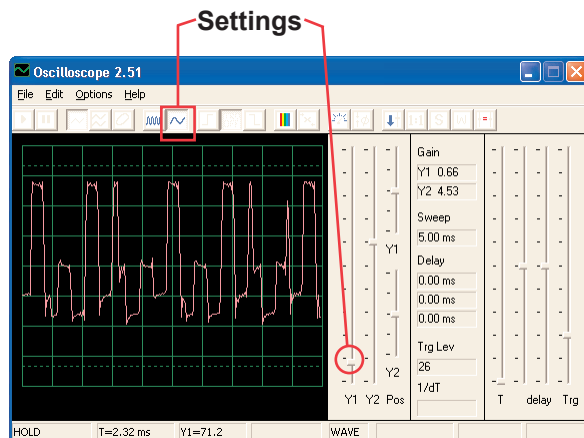 Settings
Oscilloscope 2.51
File Edit Options Help
Gain
Y1 0.66
Y2 4.53
Sweep
5.00 ms
Delay
0.00 ms
0.00 ms
0.00 ms
Trg Lev
26
1/dT
Y1
Y2
Y1 Y2 Pos
T delay Trg
HOLD T=2.32 ms Y1=71.2 WAVE